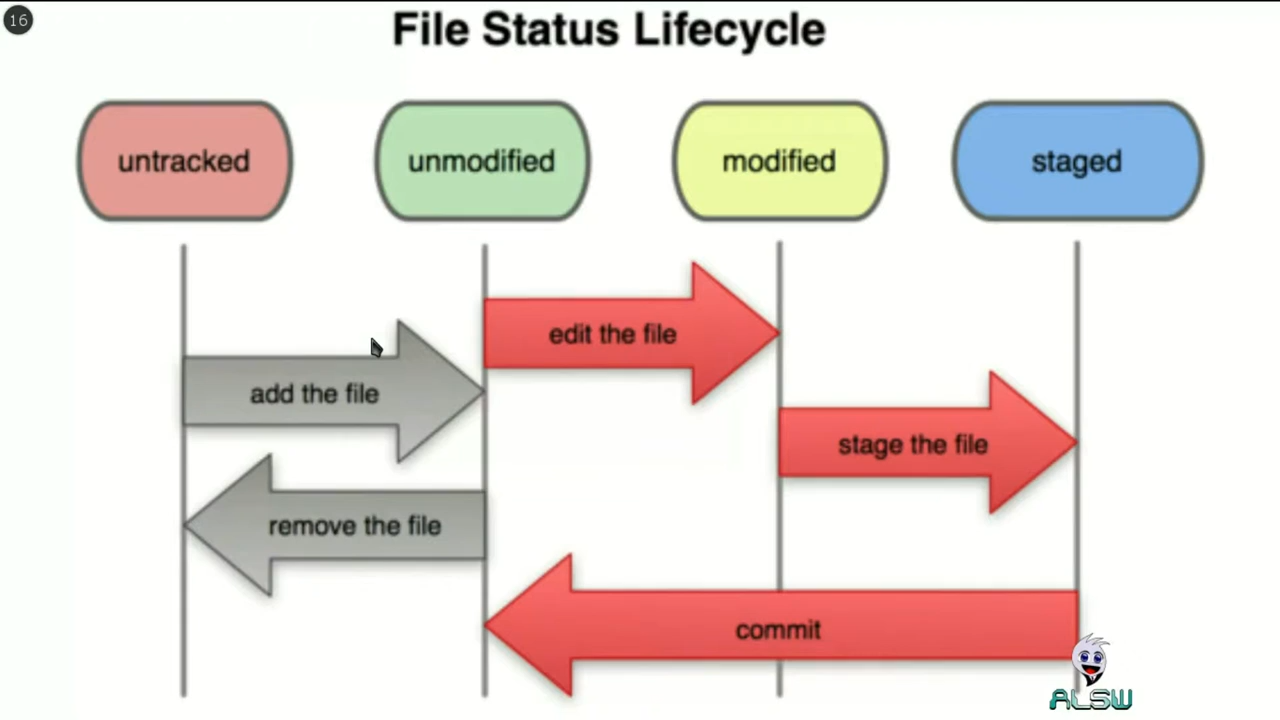 16
File Status Lifecycle
untracked
unmodified
modified
staged
edit the file
add the file
stage the file
remove the file
commit
ALSW